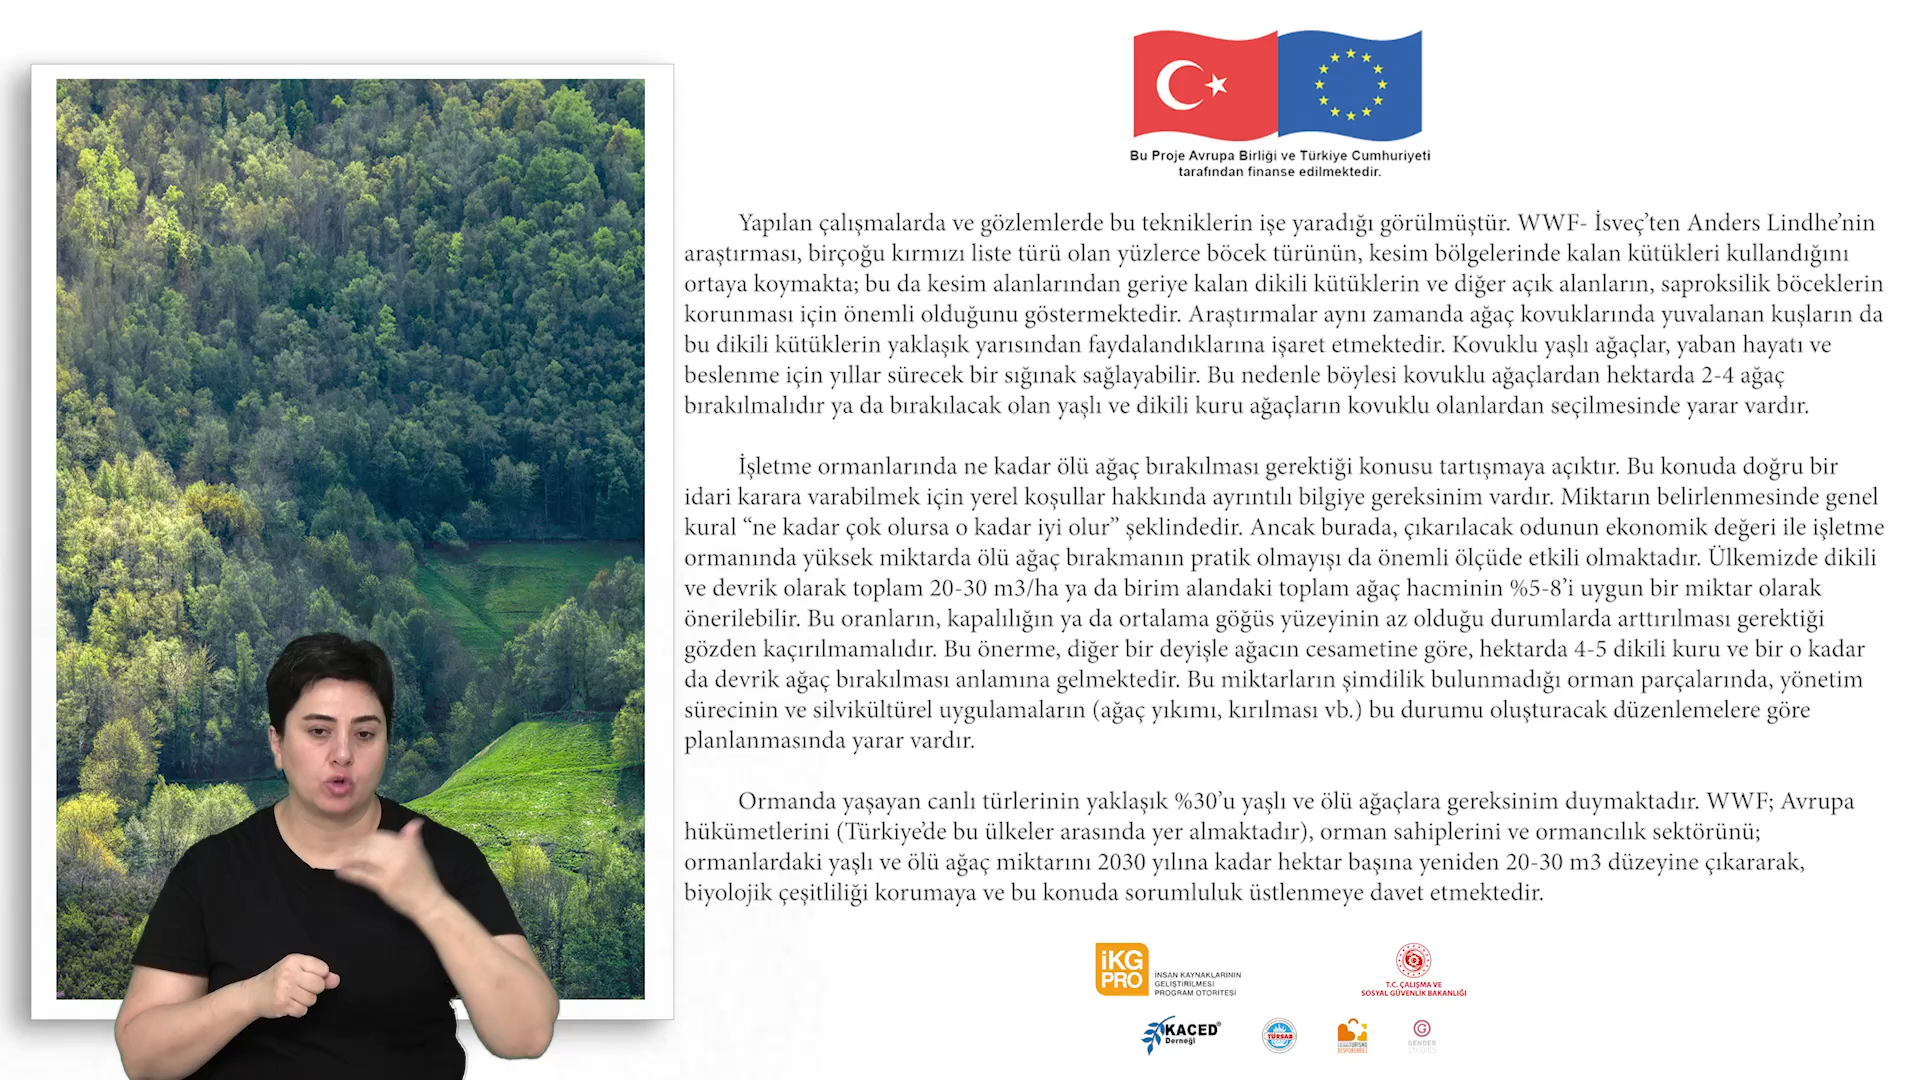 Bu Proje Avrupa Birliği ve Türkiye Cumhuriyeti
tarafından finanse edilmektedir.
Yapılan çalışmalarda ve gözlemlerde bu tekniklerin işe yaradığı görülmüştür. WWF- İsveç’ten Anders Lindhe’nin
araştırması, birçoğu kırmızı liste türü olan yüzlerce böcek türünün, kesim bölgelerinde kalan kütükleri kullandığını
ortaya koymakta; bu da kesim alanlarından geriye kalan dikili kütüklerin ve diğer açık alanların, saproksilik böceklerin
korunması için önemli olduğunu göstermektedir. Araştırmalar aynı zamanda ağaç kovuklarında yuvalanan kuşların da
bu dikili kütüklerin yaklaşık yarısından faydalandıklarına işaret etmektedir. Kovuklu yaşlı ağaçlar, yaban hayatı ve
beslenme için yıllar sürecek bir sığınak sağlayabilir. Bu nedenle böylesi kovuklu ağaçlardan hektarda 2-4 ağaç
bırakılmalıdır ya da bırakılacak olan yaşlı ve dikili kuru ağaçların kovuklu olanlardan seçilmesinde yarar vardır.
İşletme ormanlarında ne kadar ölü ağaç bırakılması gerektiği konusu tartışmaya açıktır. Bu konuda doğru bir
idari karara varabilmek için yerel koşullar hakkında ayrıntılı bilgiye gereksinim vardır. Miktarın belirlenmesinde genel
kural “ne kadar çok olursa o kadar iyi olur” şeklindedir. Ancak burada, çıkarılacak odunun ekonomik değeri ile işletme
ormanında yüksek miktarda ölü ağaç bırakmanın pratik olmayışı da önemli ölçüde etkili olmaktadır. Ülkemizde dikili
ve devrik olarak toplam 20-30 m3/ha ya da birim alandaki toplam ağaç hacminin %5-8’i uygun bir miktar olarak
önerilebilir. Bu oranların, kapalılığın ya da ortalama göğüs yüzeyinin az olduğu durumlarda arttırılması gerektiği
gözden kaçırılmamalıdır. Bu önerme, diğer bir deyişle ağacın cesametine göre, hektarda 4-5 dikili kuru ve bir o kadar
da devrik ağaç bırakılması anlamına gelmektedir. Bu miktarların şimdilik bulunmadığı orman parçalarında, yönetim
sürecinin ve silvikültürel uygulamaların (ağaç yıkımı, kırılması vb.) bu durumu oluşturacak düzenlemelere göre
planlanmasında yarar vardır.
Ormanda yaşayan canlı türlerinin yaklaşık %30’u yaşlı ve ölü ağaçlara gereksinim duymaktadır. WWF; Avrupa
hükümetlerini (Türkiye’de bu ülkeler arasında yer almaktadır), orman sahiplerini ve ormancılık sektörünü;
ormanlardaki yaşlı ve ölü ağaç miktarını 2030 yılına kadar hektar başına yeniden 20-30 m3 düzeyine çıkararak,
biyolojik çeşitliliği korumaya ve bu konuda sorumluluk üstlenmeye davet etmektedir.
iKG
PRO
İNSAN KAYNAKLARININ
GELİŞTİRİLMESİ
PROGRAM OTORİTESİ
T.C. ÇALIŞMA VE
SOSYAL GÜVENLİK BAKANLIĞI
KACED®
Derneği
TÜRSAB
G
GENDER
STUDIES